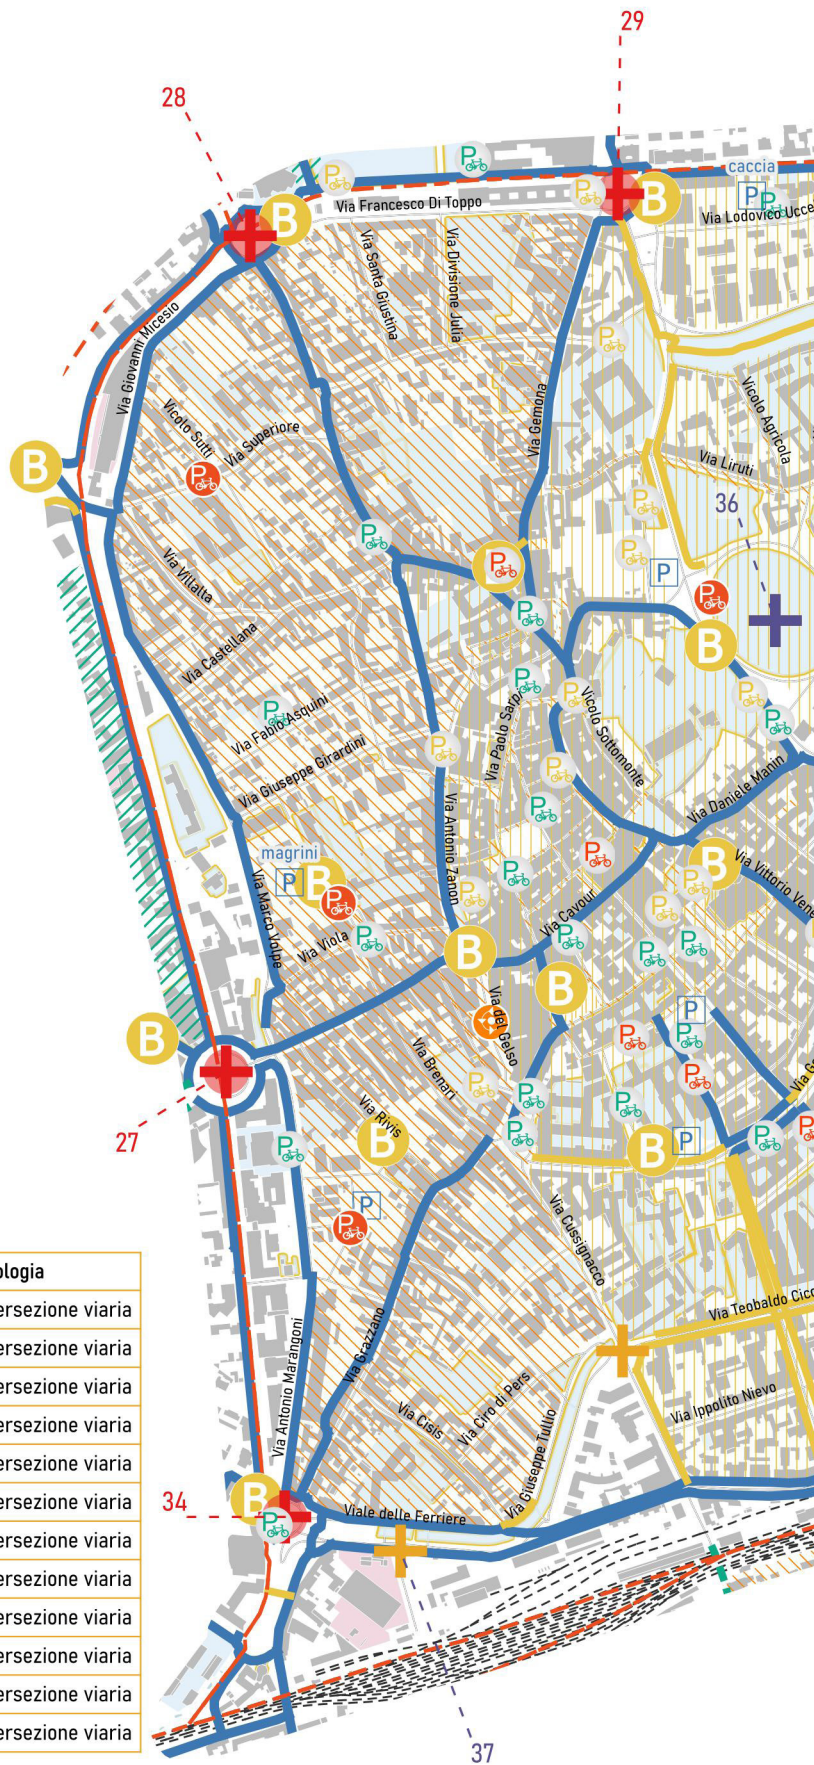 29
28
caccia
P
P
P
Via Francesco Di Toppo
B
B
Via Lodovico Ucce
Via Santa Giustina
Via Divisione Julia
Via Giovanni Micesio
P
Via Gemona
Vicolo Agricola
Vicolo Sutti
Via Superiore
B
P
Via Liruti
36
P
P
P
Via Villalta
P
P
P
P
B
Via Castellana
P
P
Via Paolo Sarpi
P
Vicolo Sottomonte
P
P
Via Fabio Asquini
P
Via Giuseppe Girardini
P
P
Via Daniele Manin
Via Antonio Zanon
magrini
P
B
P
P
P
B
Via Vittorio Vene
P
P
Via Marco Volpe
Via Viola
P
Via Cavour
P
P
P
B
B
Via del Gelso
P
P
B
P
Via Brenari
P
P
P
27
Via Rivis
B
P
P
P
B
P
P
P
P
P
P
Via Cussignacco
Via Teobaldo Cico
Via Antonio Marangoni
Via Grazzano
Via Cisis
Via Ciro di Pers
Via Giuseppe Tullio
Via Ippolito Nievo
34
B
P
Viale delle Ferriere
37
ologia
ersezione viaria
ersezione viaria
ersezione viaria
ersezione viaria
ersezione viaria
ersezione viaria
ersezione viaria
ersezione viaria
ersezione viaria
ersezione viaria
ersezione viaria
ersezione viaria